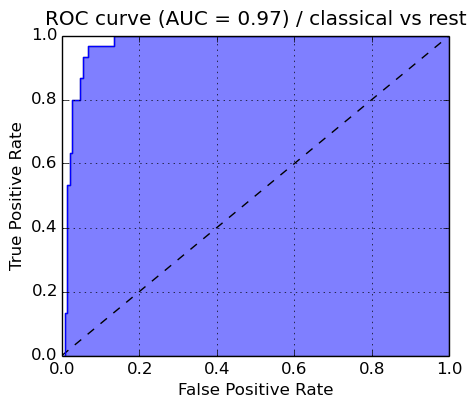 ROC curve (AUC = 0.97) / classical vs rest
1.0
0.8
0.6
0.4
0.2
0.0
True Positive Rate
0.0 0.2 0.4 0.6 0.8 1.0
False Positive Rate